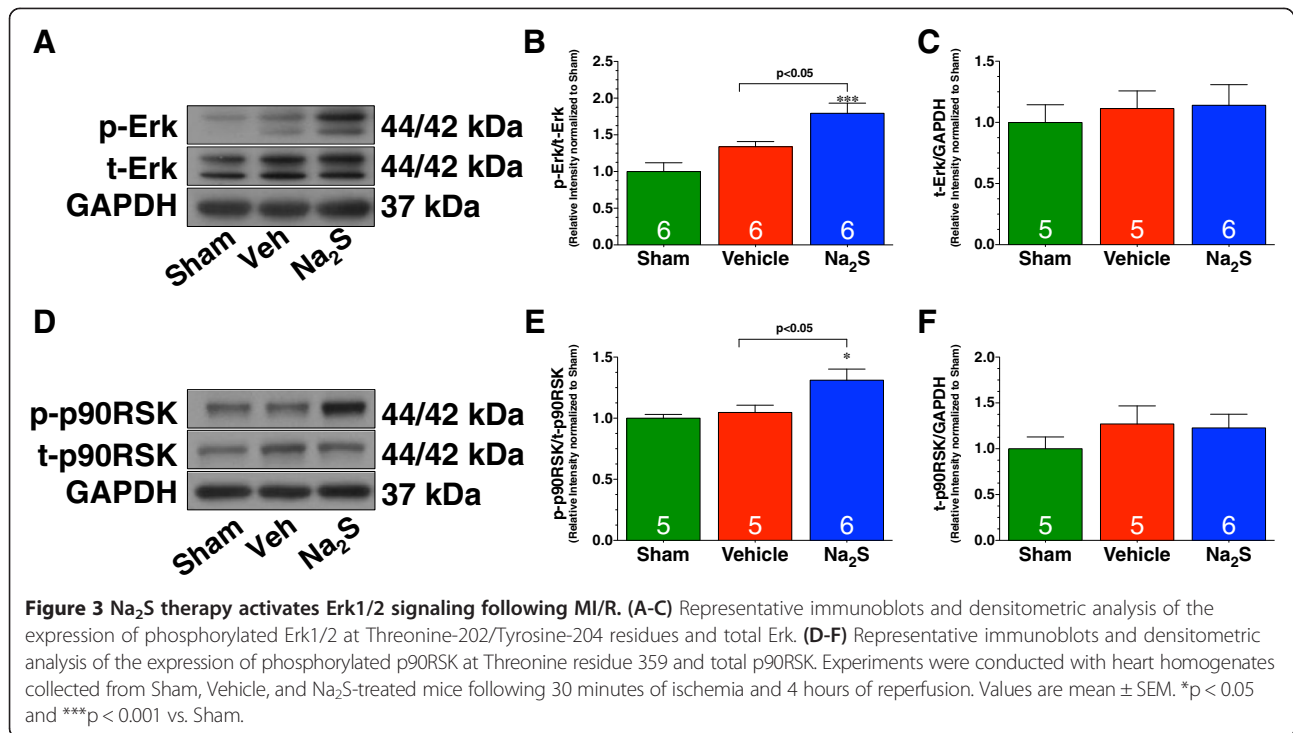 A
p-Erk 44/42 kDa
t-Erk 44/42 kDa
GAPDH 37 kDa
Sham Veh Na₂S
B
p-Erk/t-Erk
(Relative Intensity normalized to Sham)
2.5
2.0
1.5
1.0
0.5
0.0
p<0.05
***
6 6 6
Sham Vehicle Na₂S
C
t-Erk/GAPDH
(Relative Intensity normalized to Sham)
1.5
1.0
0.5
0.0
5 5 6
Sham Vehicle Na₂S
D
p-p90RSK 44/42 kDa
t-p90RSK 44/42 kDa
GAPDH 37 kDa
Sham Veh Na₂S
E
p-p90RSK/t-p90RSK
(Relative Intensity normalized to Sham)
1.5
1.0
0.5
0.0
p<0.05
*
5 5 6
Sham Vehicle Na₂S
F
t-p90RSK/GAPDH
(Relative Intensity normalized to Sham)
2.0
1.5
1.0
0.5
0.0
5 5 6
Sham Vehicle Na₂S
Figure 3 Na₂S therapy activates Erk1/2 signaling following MI/R. (A-C) Representative immunoblots and densitometric analysis of the
expression of phosphorylated Erk1/2 at Threonine-202/Tyrosine-204 residues and total Erk. (D-F) Representative immunoblots and densitometric
analysis of the expression of phosphorylated p90RSK at Threonine residue 359 and total p90RSK. Experiments were conducted with heart homogenates
collected from Sham, Vehicle, and Na₂S-treated mice following 30 minutes of ischemia and 4 hours of reperfusion. Values are mean ± SEM. *p < 0.05
and ***p < 0.001 vs. Sham.